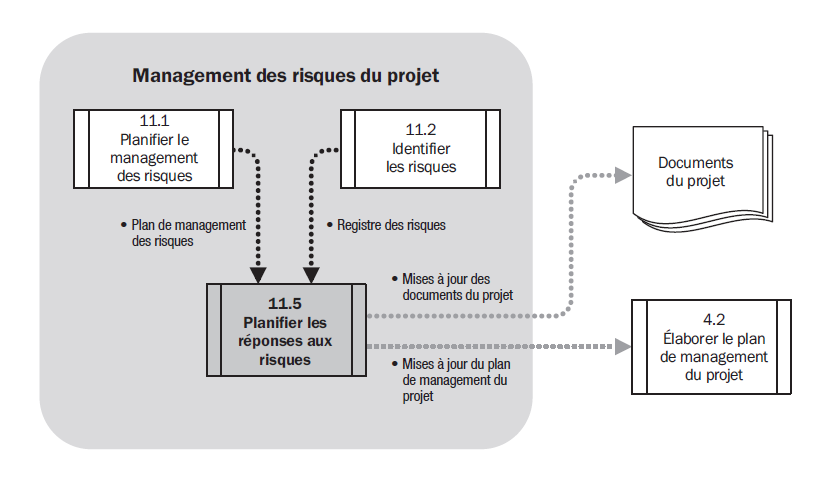 Management des risques du projet
11.1
Planifier le
management
des risques
11.2
Identifier
les risques
Documents
du projet
• Plan de management
des risques
• Registre des risques
• Mises à jour des
documents du projet
11.5
Planifier les
réponses aux
risques
4.2
Élaborer le plan
de management
du projet
• Mises à jour du plan
de management du
projet